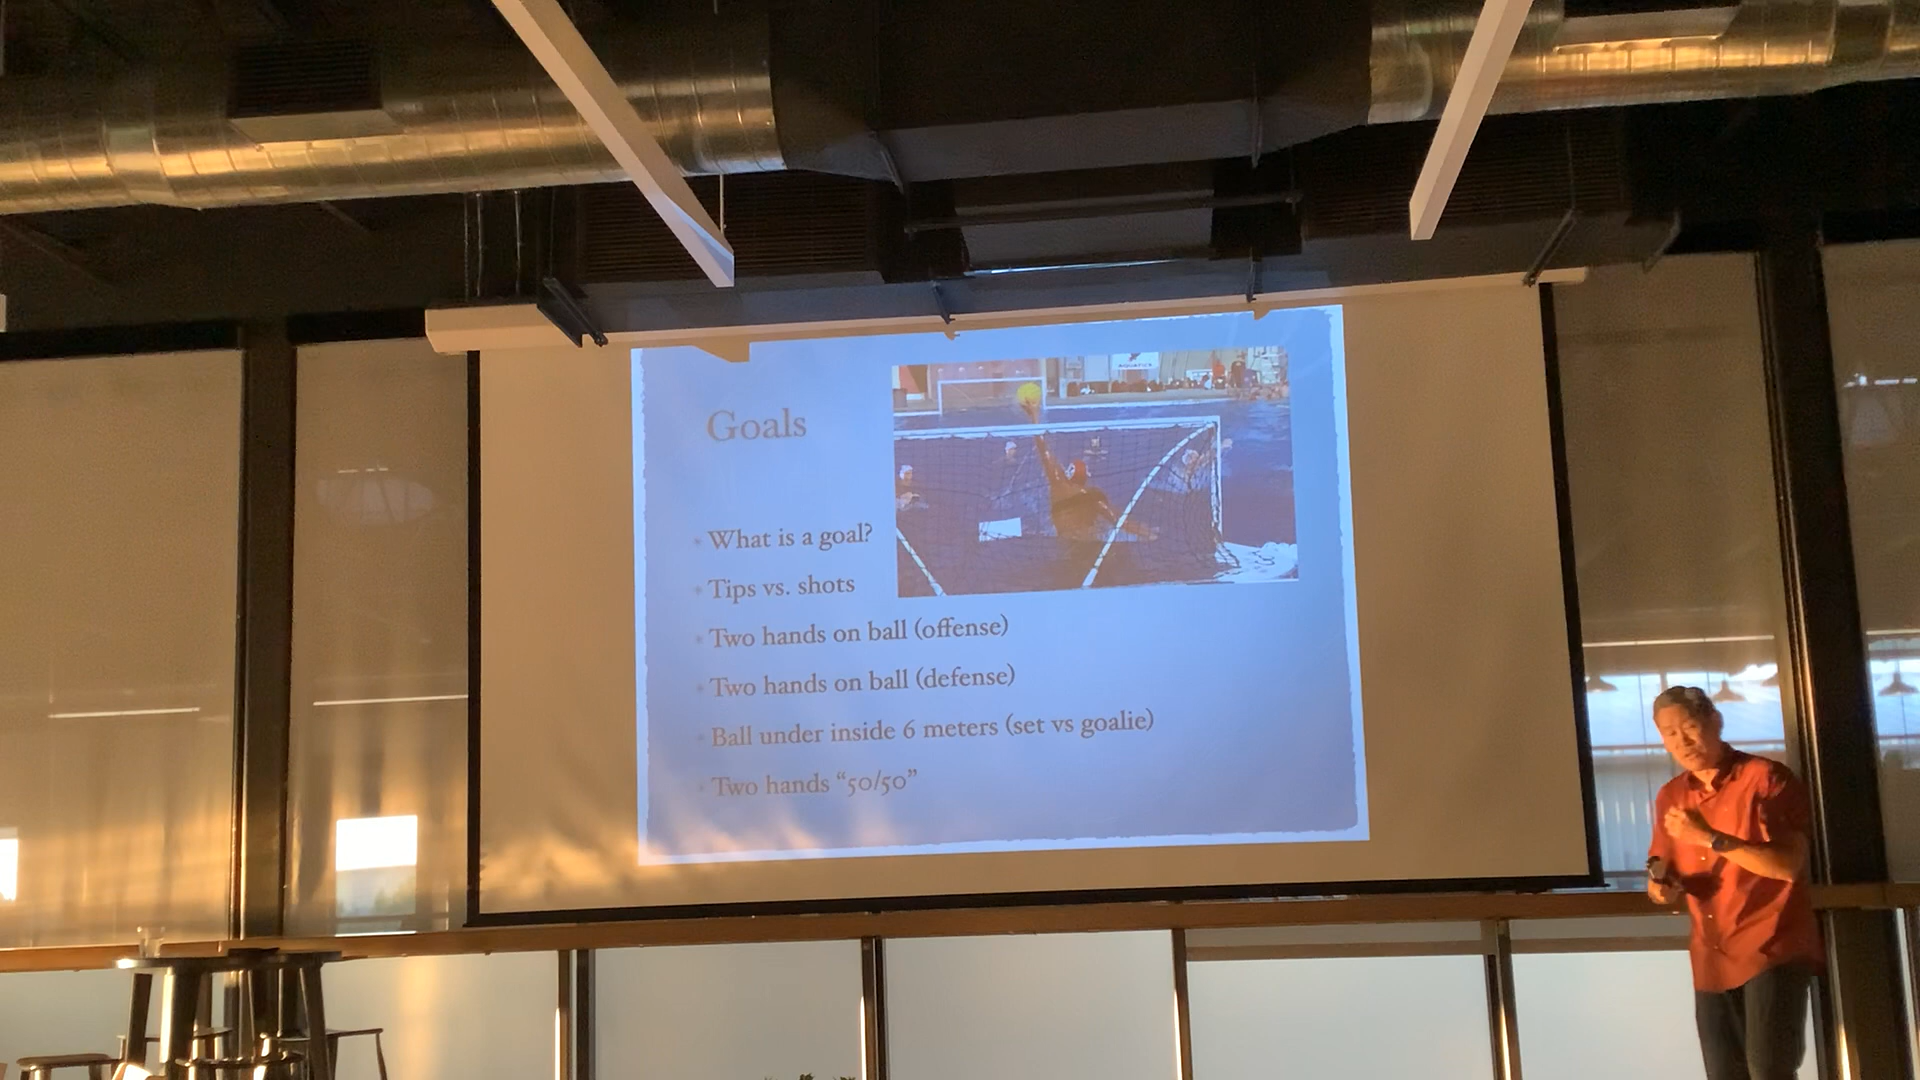 AQUATICS
Goals
What is a goal?
Tips vs. shots
Two hands on ball (offense)
Two hands on ball (defense)
Ball under inside 6 meters (set vs goalie)
Two hands “50/50”